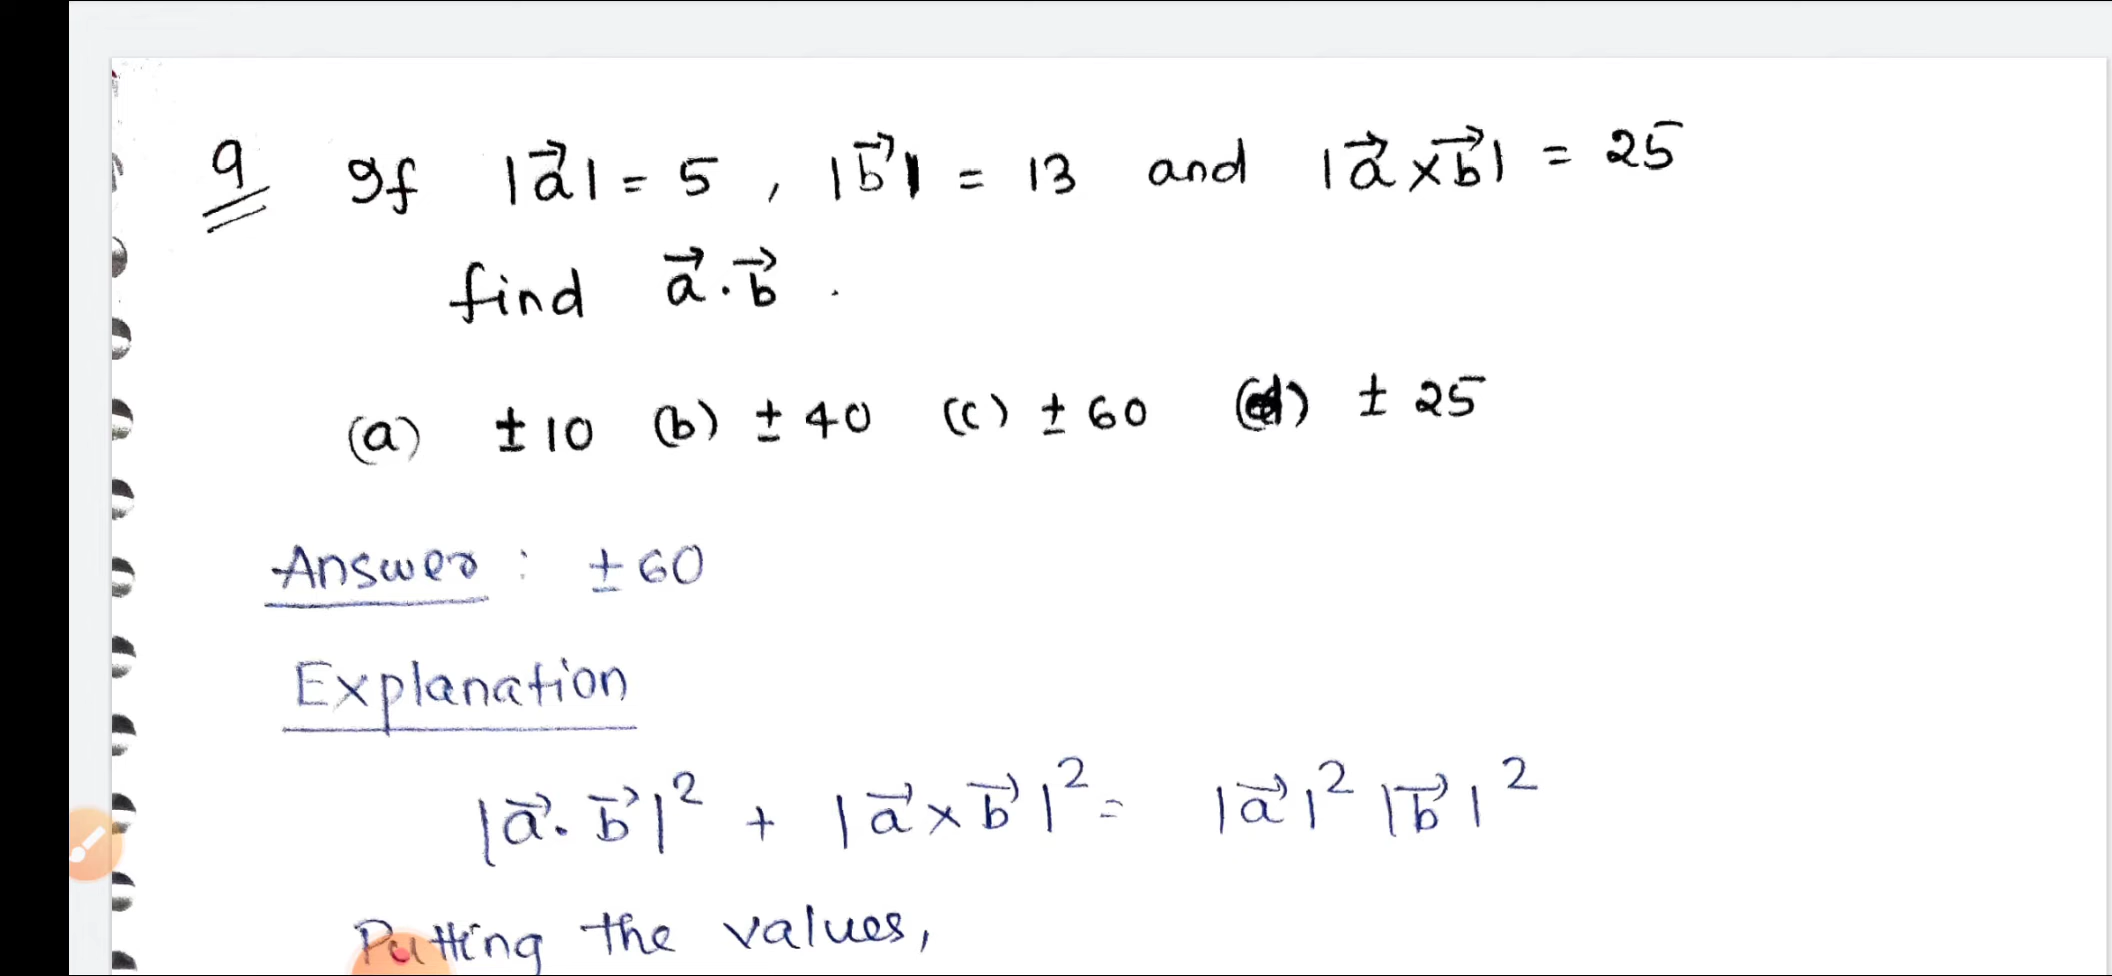 q If |a⃗| = 5 , |b⃗| = 13 and |a⃗ × b⃗| = 25
find a⃗ . b⃗ .
(a) ± 10 (b) ± 40 (c) ± 60 (d) ± 25
Answer : ± 60
Explanation
|a⃗ . b⃗|² + |a⃗ × b⃗|² = |a⃗|² |b⃗|²
Putting the values,